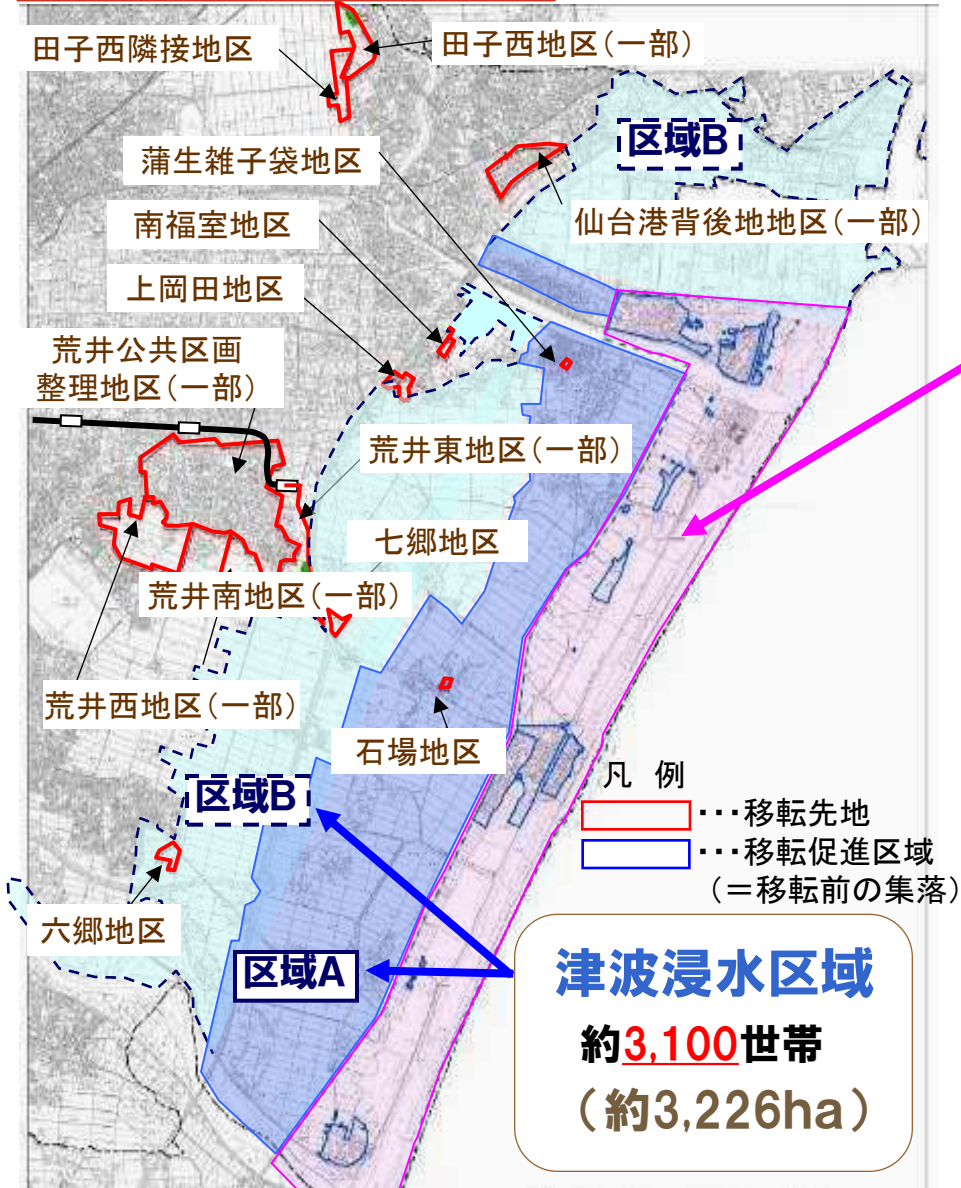 田子西隣接地区
田子西地区(一部)
区域B
蒲生雑子袋地区
仙台港背後地地区(一部)
南福室地区
上岡田地区
荒井公共区画
整理地区(一部)
荒井東地区(一部)
七郷地区
荒井南地区(一部)
荒井西地区(一部)
石場地区
凡 例
・・・移転先地
・・・移転促進区域
(=移転前の集落)
区域B
六郷地区
区域A
津波浸水区域
約3,100世帯
(約3,226ha)